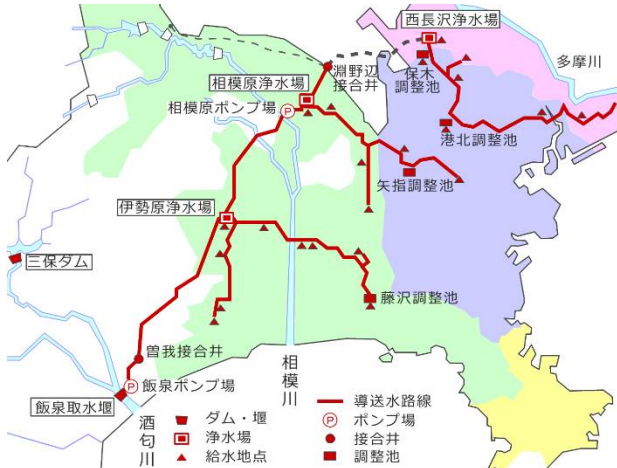 西長沢浄水場
多摩川
淵野辺
接合井
保木
調整池
相模原浄水場
相模原ポンプ場
P
港北調整池
矢指調整池
伊勢原浄水場
三保ダム
藤沢調整池
曽我接合井
相模川
P
飯泉ポンプ場
飯泉取水堰
酒匂川
ダム・堰
浄水場
給水地点
導送水路線
P
ポンプ場
接合井
調整池